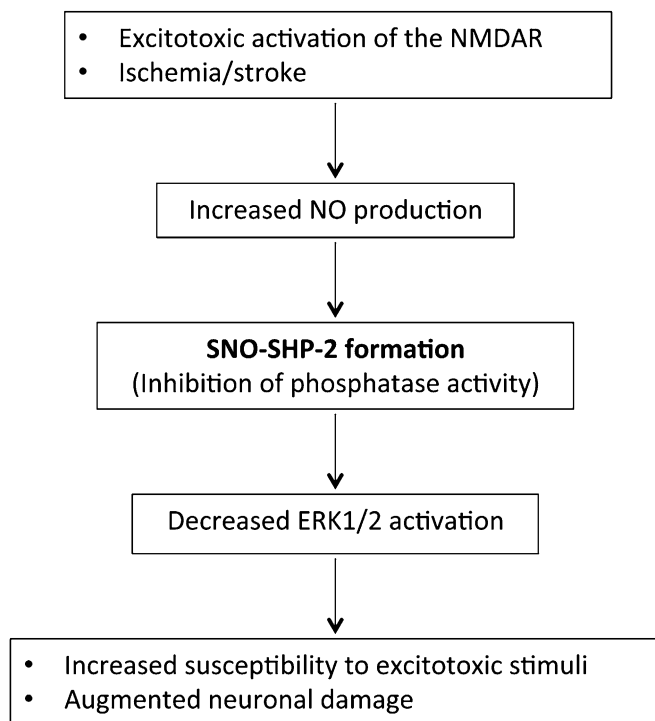 • Excitotoxic activation of the NMDAR
• Ischemia/stroke
Increased NO production
SNO-SHP-2 formation
(Inhibition of phosphatase activity)
Decreased ERK1/2 activation
• Increased susceptibility to excitotoxic stimuli
• Augmented neuronal damage